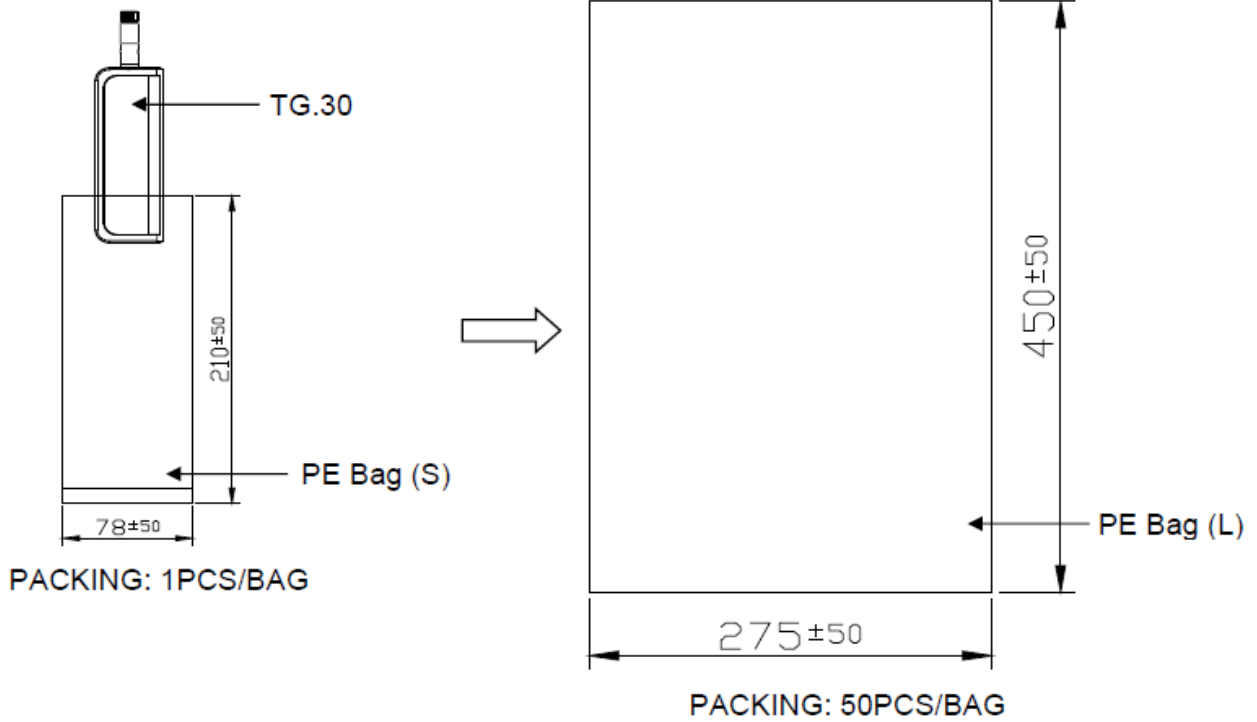 TG.30
210±50
PE Bag (S)
78±50
PACKING: 1PCS/BAG
450±50
PE Bag (L)
275±50
PACKING: 50PCS/BAG